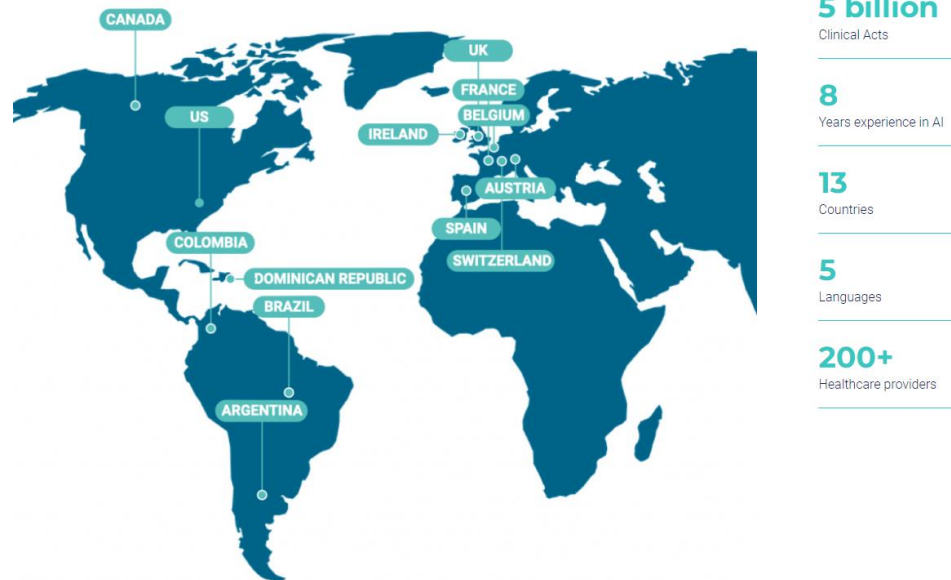 CANADA
UK
FRANCE
US
BELGIUM
IRELAND
AUSTRIA
SPAIN
COLOMBIA
SWITZERLAND
DOMINICAN REPUBLIC
BRAZIL
ARGENTINA
5 billion
Clinical Acts
8
Years experience in AI
13
Countries
5
Languages
200+
Healthcare providers